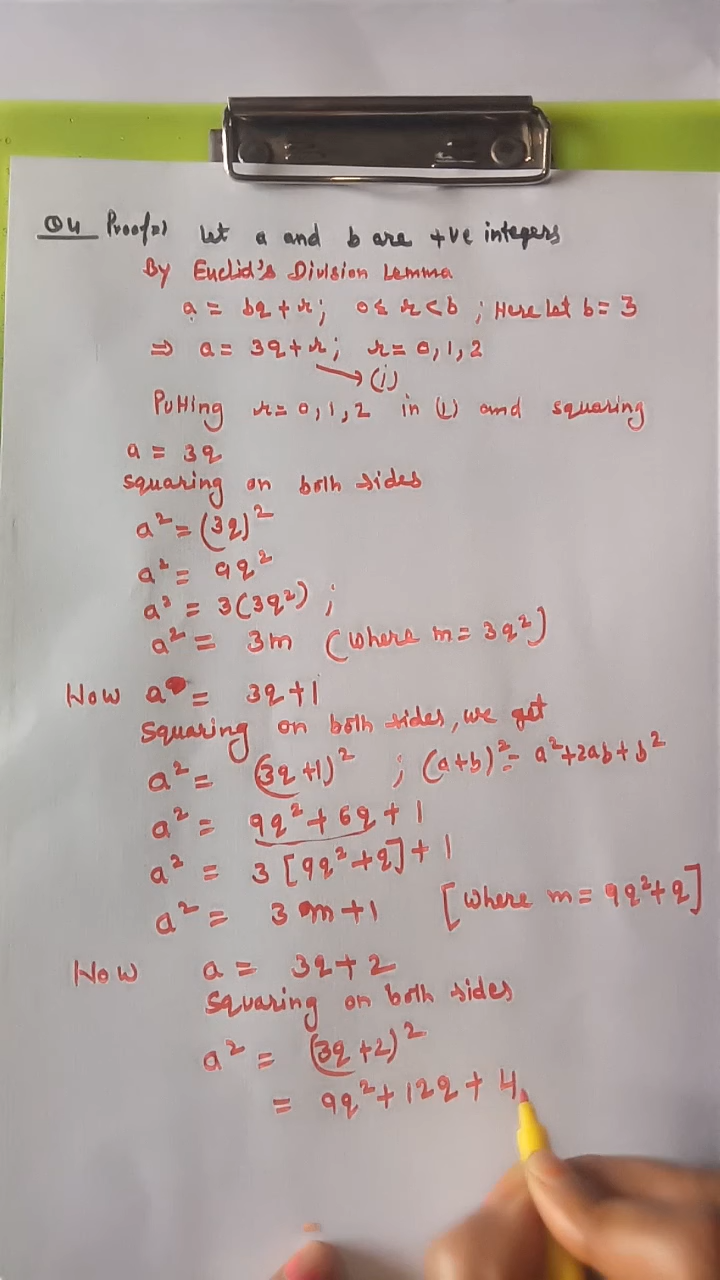 Q4 Proof=) Let a and b are +ve integers
By Euclid's Division Lemma
a = bq + r; 0≤ r<b ; Here let b = 3
⇒ a = 3q + r; r = 0, 1, 2
→ (i)
Putting r = 0, 1, 2 in (i) and squaring
a = 3q
squaring on both sides
a² = (3q)²
a² = 9q²
a² = 3(3q²) ;
a² = 3m (where m = 3q²)
Now a = 3q+1
Squaring on both sides, we get
a² = (3q +1)² ; (a+b)² = a²+2ab+b²
a² = 9q² + 6q + 1
a² = 3 [9q² + q] + 1
a² = 3m+1 [where m = 9q²+q]
Now a = 3q + 2
Squaring on both sides
a² = (3q +2)²
= 9q² + 12q + 4